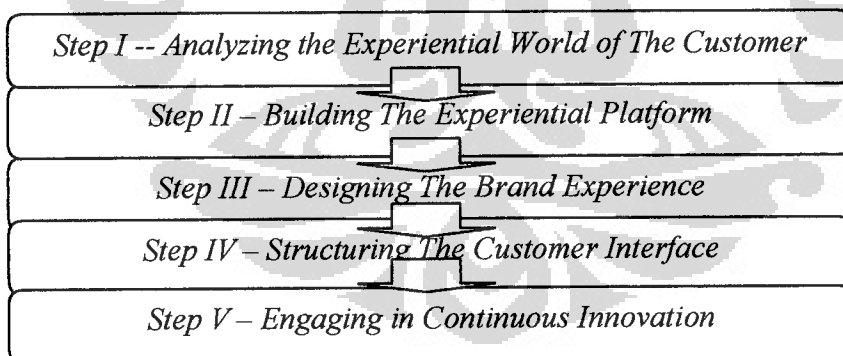 Step I -- Analyzing the Experiential World of The Customer
Step II – Building The Experiential Platform
Step III – Designing The Brand Experience
Step IV – Structuring The Customer Interface
Step V – Engaging in Continuous Innovation